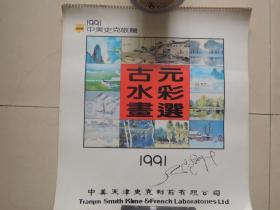 1991
中美史克敬贈
古元
水彩
畫選
1991
中美天津史克制药有限公司
Tianjin Smith Kline &French Laboratories Ltd